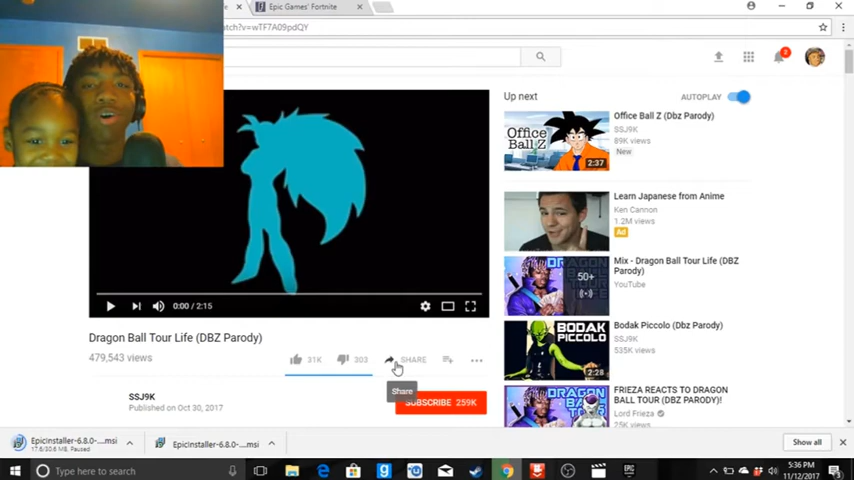 Epic Games' Fortnite
atch?v=wTF7A09pdQY
2
Up next
AUTOPLAY
Office Ball Z (Dbz Parody)
SSJ9K
89K views
New
Office
Ball Z
2:37
Learn Japanese from Anime
Ken Cannon
1.2M views
Ad
Mix - Dragon Ball Tour Life (DBZ
Parody)
YouTube
50+
Bodak Piccolo (Dbz Parody)
SSJ9K
535K views
BODAK
PICCOLO
2:28
FRIEZA REACTS TO DRAGON
BALL TOUR (DBZ PARODY)!
Lord Frieza
25K views
0:00 / 2:15
Dragon Ball Tour Life (DBZ Parody)
479,543 views
31K
303
SHARE
Share
SSJ9K
Published on Oct 30, 2017
SUBSCRIBE 259K
EpicInstaller-6.8.0-....msi
17.6/30.6 MB, Paused
EpicInstaller-6.8.0-....msi
Show all
Type here to search
5:36 PM
11/12/2017